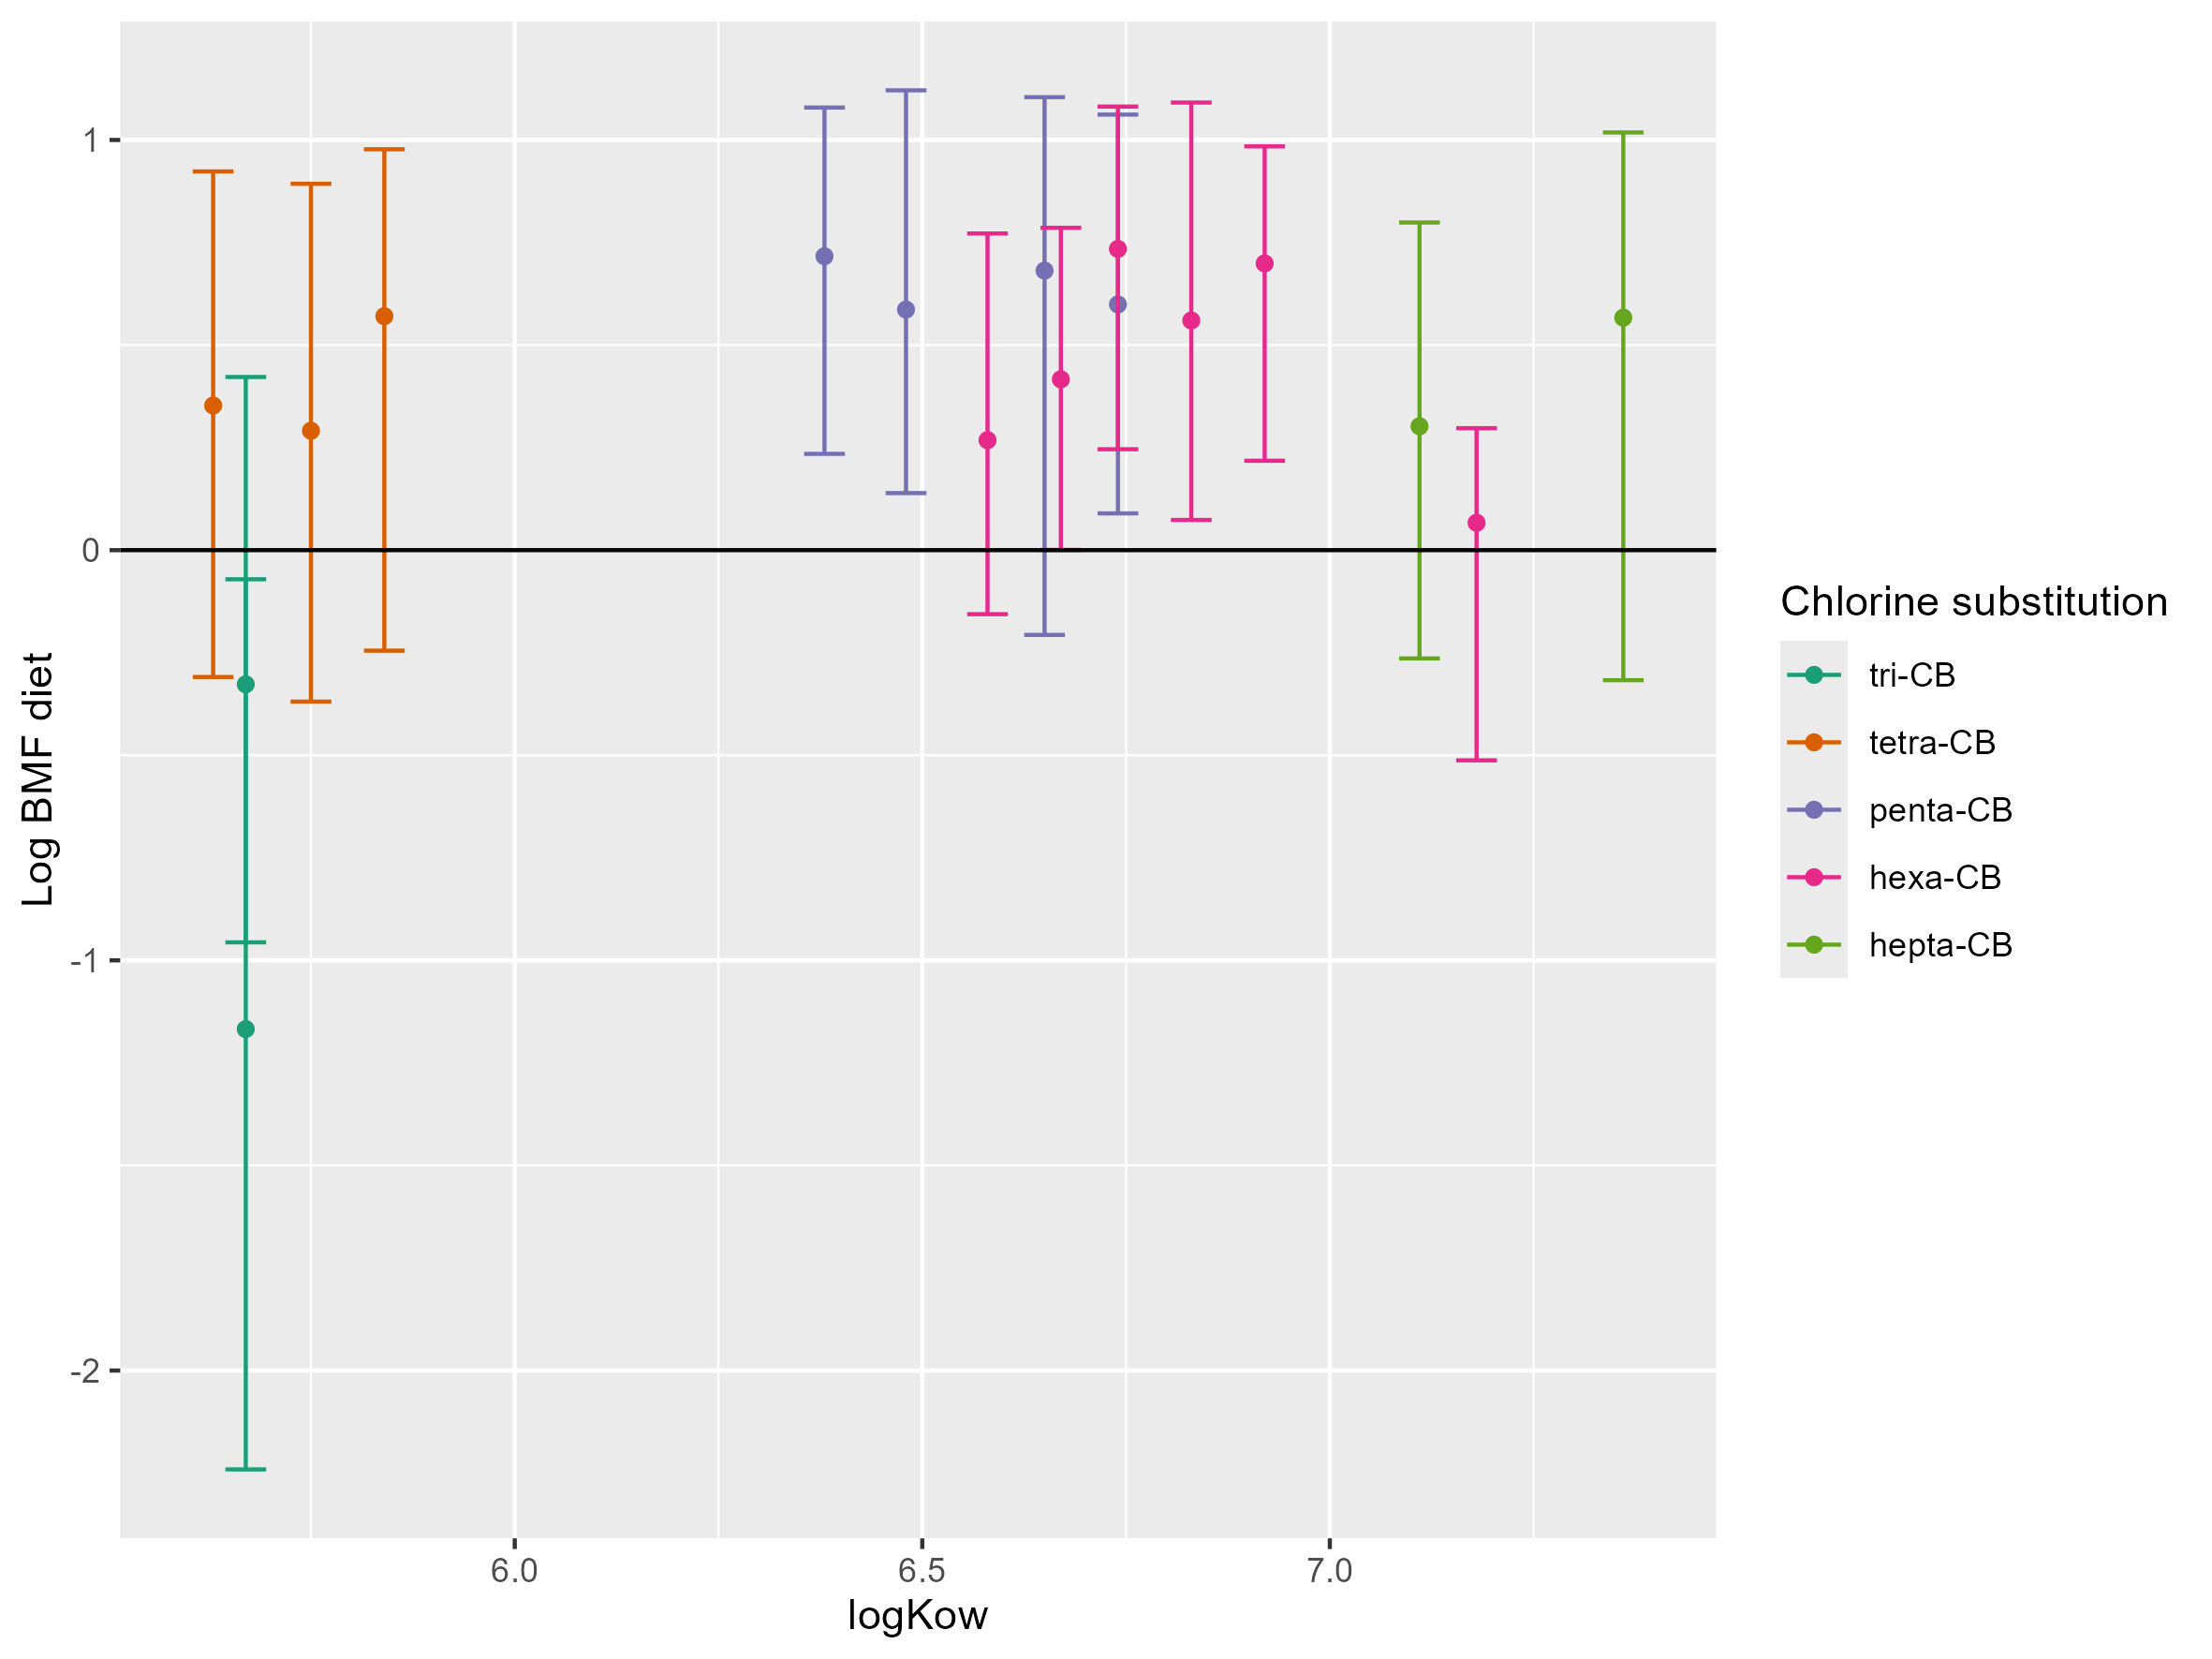 1
0
-1
-2
Log BMF diet
6.0
6.5
7.0
logKow
Chlorine substitution
tri-CB
tetra-CB
penta-CB
hexa-CB
hepta-CB